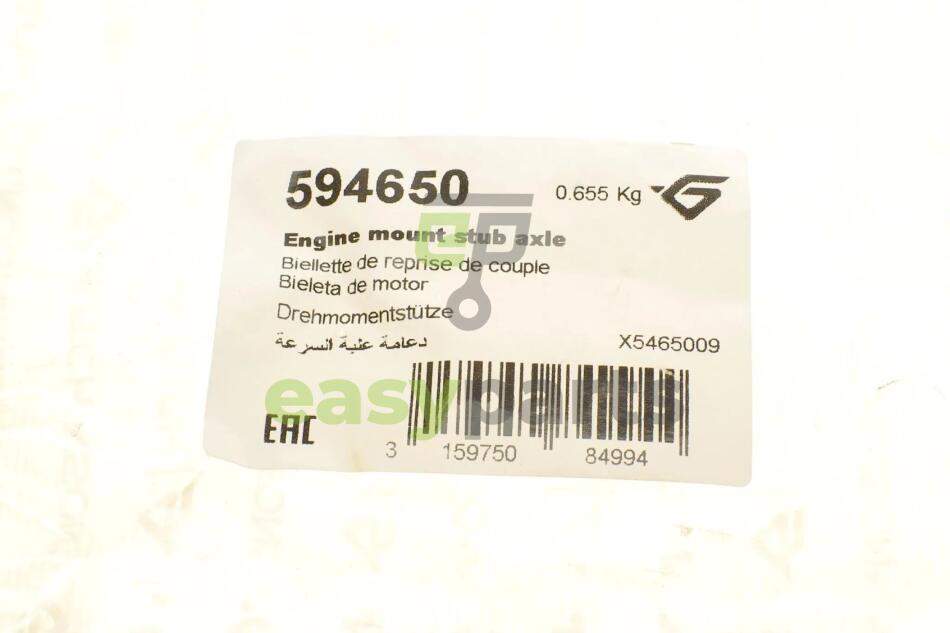 594650
0.655 Kg
Engine mount stub axle
Biellette de reprise de couple
Bieleta de motor
Drehmomentstütze
دعامة علبة السرعة
X5465009
easyparts
EAC
3 159750 84994